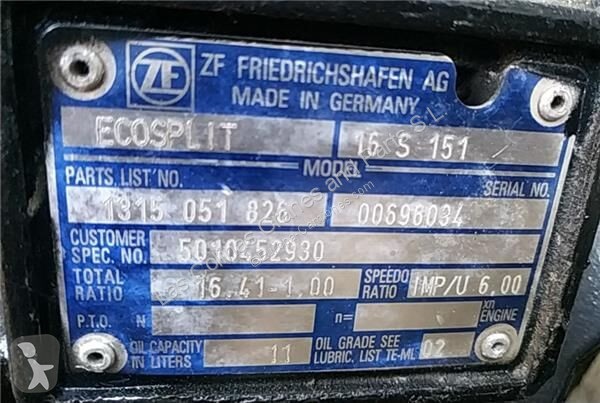 ZF FRIEDRICHSHAFEN AG
MADE IN GERMANY
ECOSPLIT 16 S 151 /
MODEL
PARTS LIST NO. SERIAL NO.
1315 051 826 00696034
CUSTOMER SPEC. NO. 5010452930
TOTAL RATIO 16.41-1.00 SPEEDO RATIO IMP/U 6.00
P.T.O. N n= xn ENGINE
OIL CAPACITY IN LITERS 11 OIL GRADE SEE LUBRIC. LIST TE-ML 02